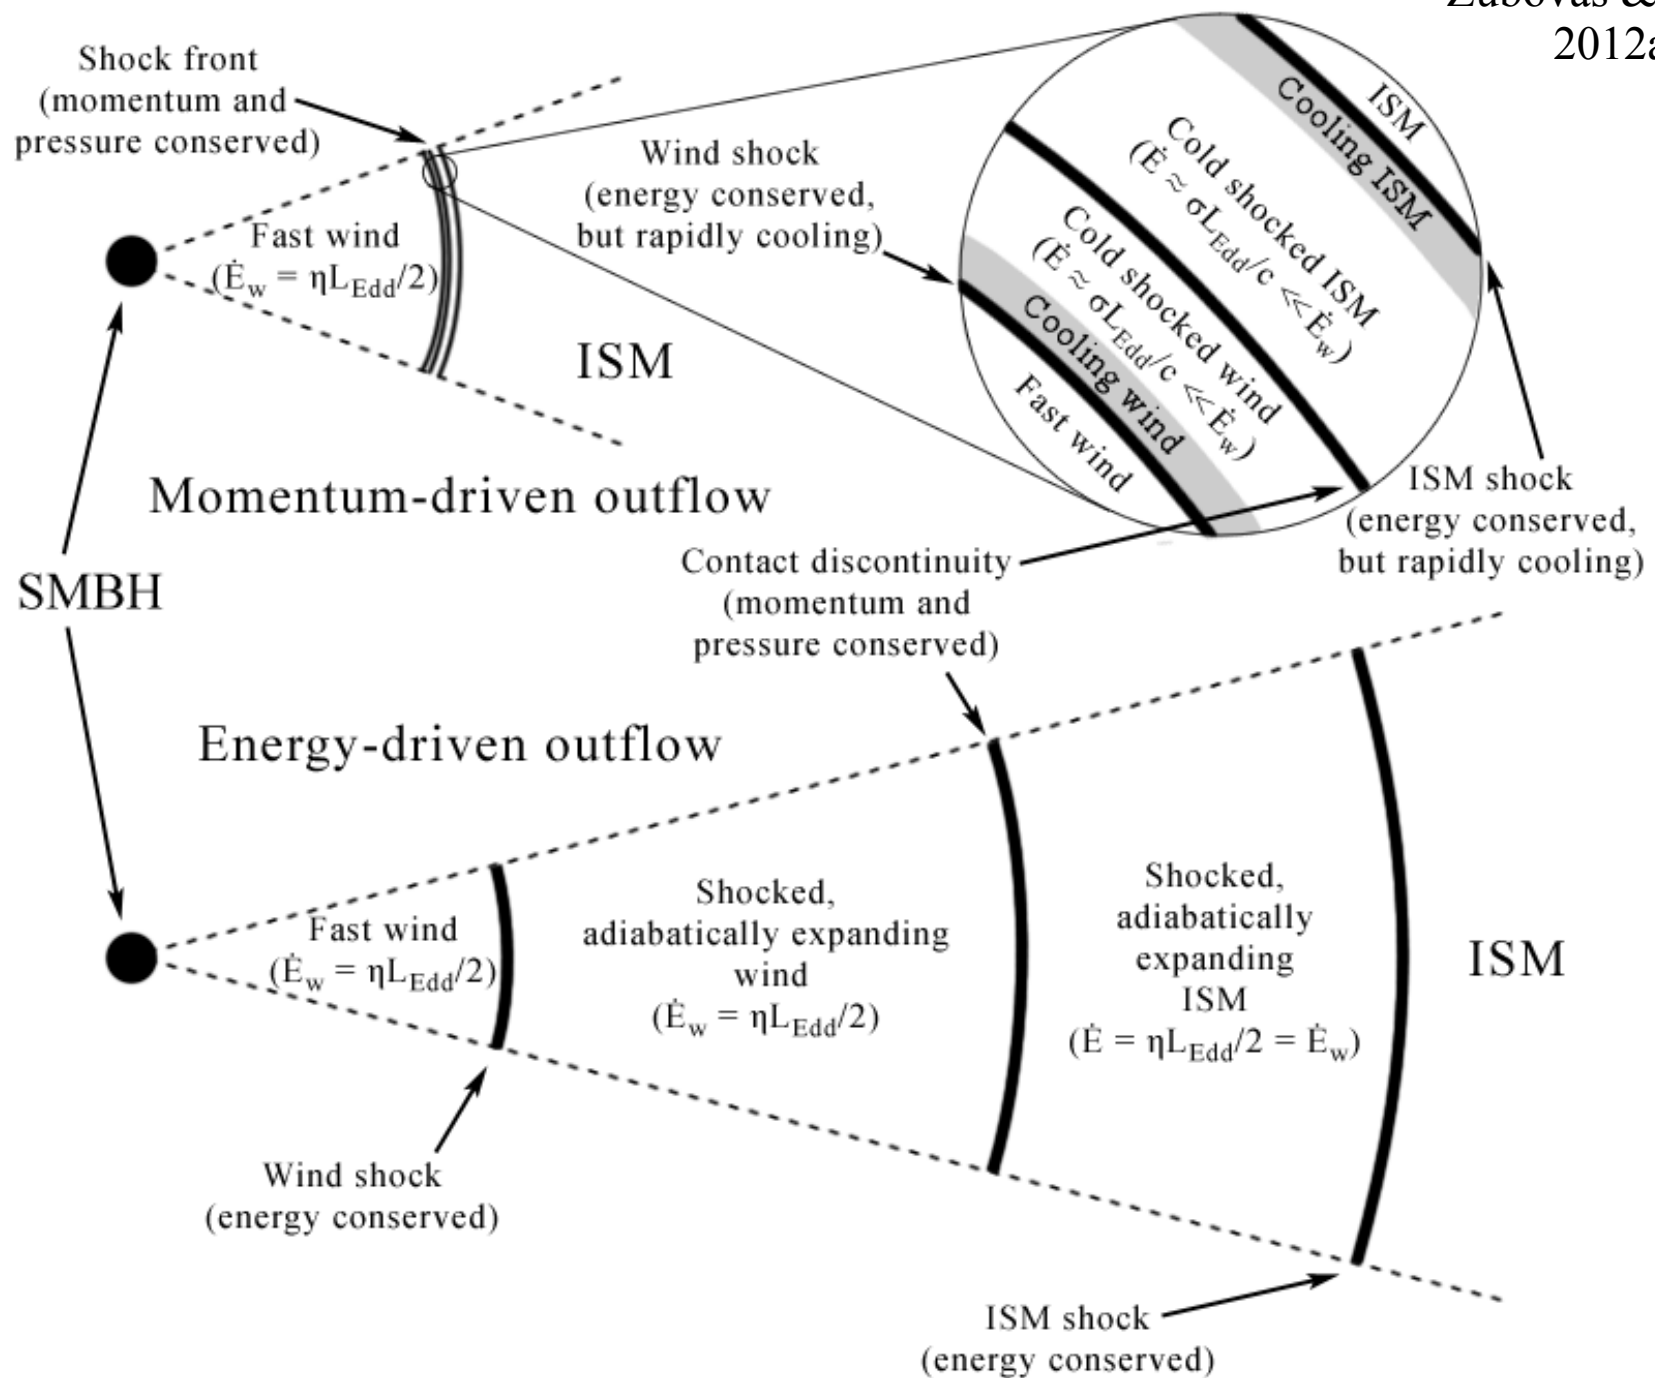 Zubovas &
2012a
Shock front
(momentum and
pressure conserved)
Fast wind
(Ė_w = ηL_Edd/2)
ISM
Momentum-driven outflow
Wind shock
(energy conserved,
but rapidly cooling)
ISM
Cooling ISM
Cold shocked ISM
(Ė ≈ σL_Edd/c ≪ Ė_w)
Cold shocked wind
(Ė ≈ σL_Edd/c ≪ Ė_w)
Cooling wind
Fast wind
ISM shock
(energy conserved,
but rapidly cooling)
Contact discontinuity
(momentum and
pressure conserved)
SMBH
Energy-driven outflow
Fast wind
(Ė_w = ηL_Edd/2)
Shocked,
adiabatically expanding
wind
(Ė_w = ηL_Edd/2)
Shocked,
adiabatically
expanding
ISM
(Ė = ηL_Edd/2 = Ė_w)
ISM
Wind shock
(energy conserved)
ISM shock
(energy conserved)